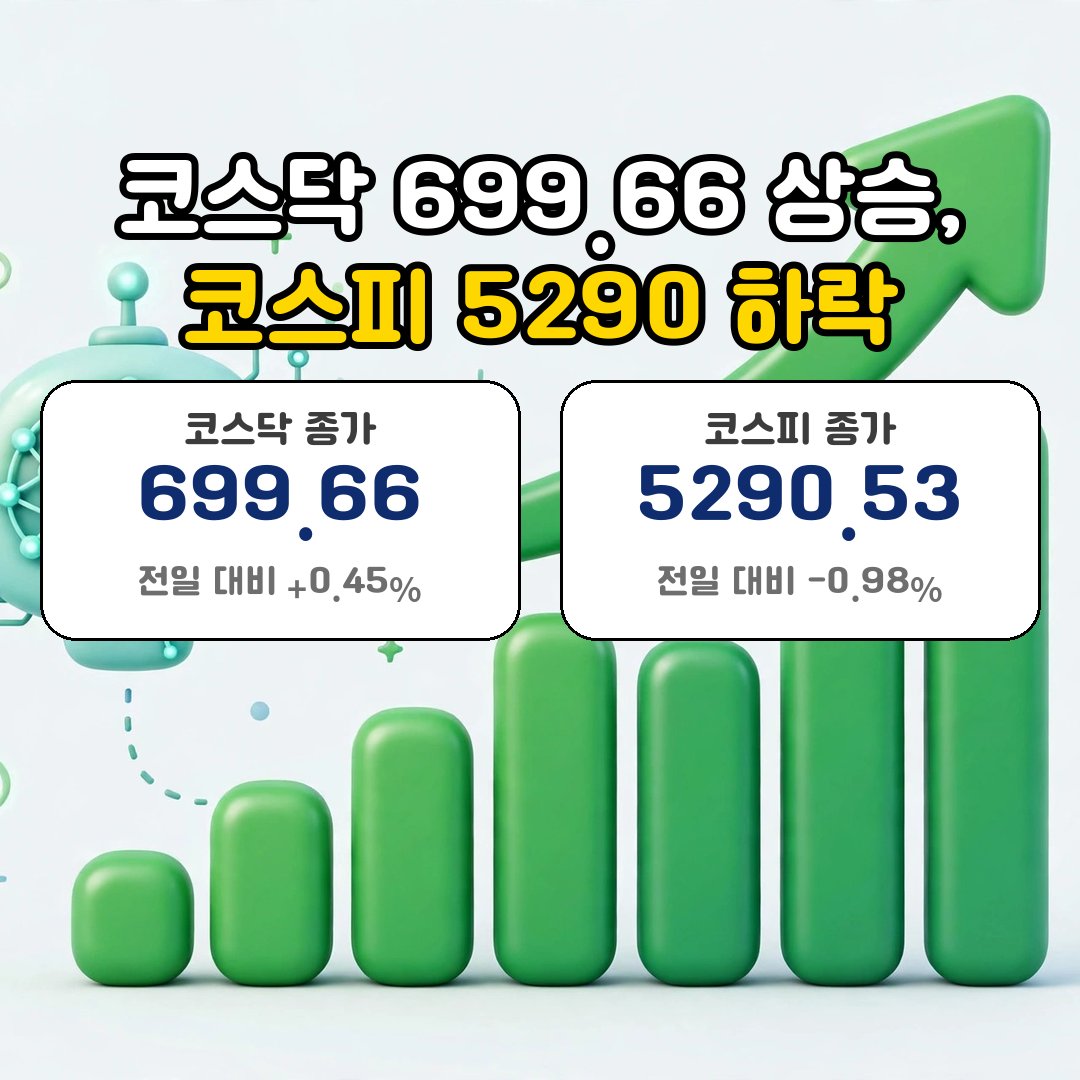 코스닥 699.66 상승,
코스피 5290 하락
코스닥 종가
699.66
전일 대비 +0.45%
코스피 종가
5290.53
전일 대비 -0.98%